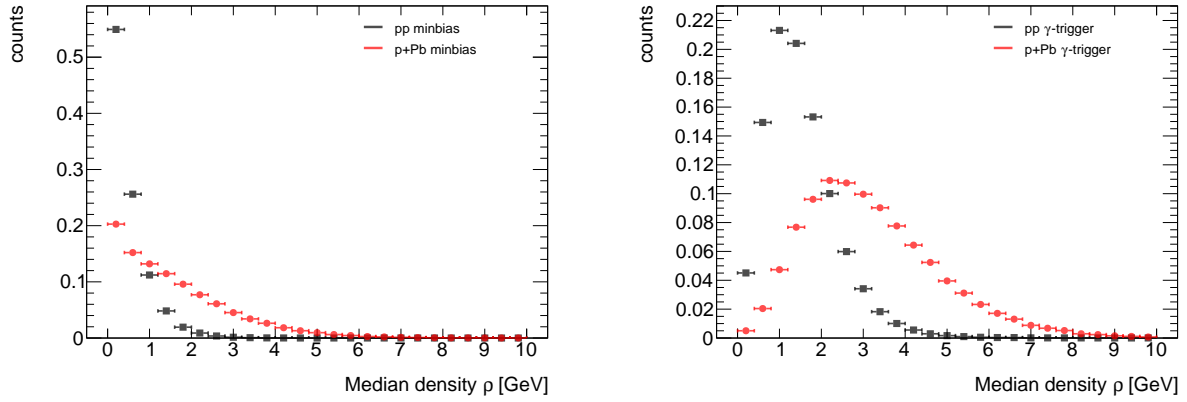 counts
0.5
0.4
0.3
0.2
0.1
0
0 1 2 3 4 5 6 7 8 9 10
Median density ρ [GeV]
pp minbias
p+Pb minbias
counts
0.22
0.2
0.18
0.16
0.14
0.12
0.1
0.08
0.06
0.04
0.02
0
0 1 2 3 4 5 6 7 8 9 10
Median density ρ [GeV]
pp γ-trigger
p+Pb γ-trigger